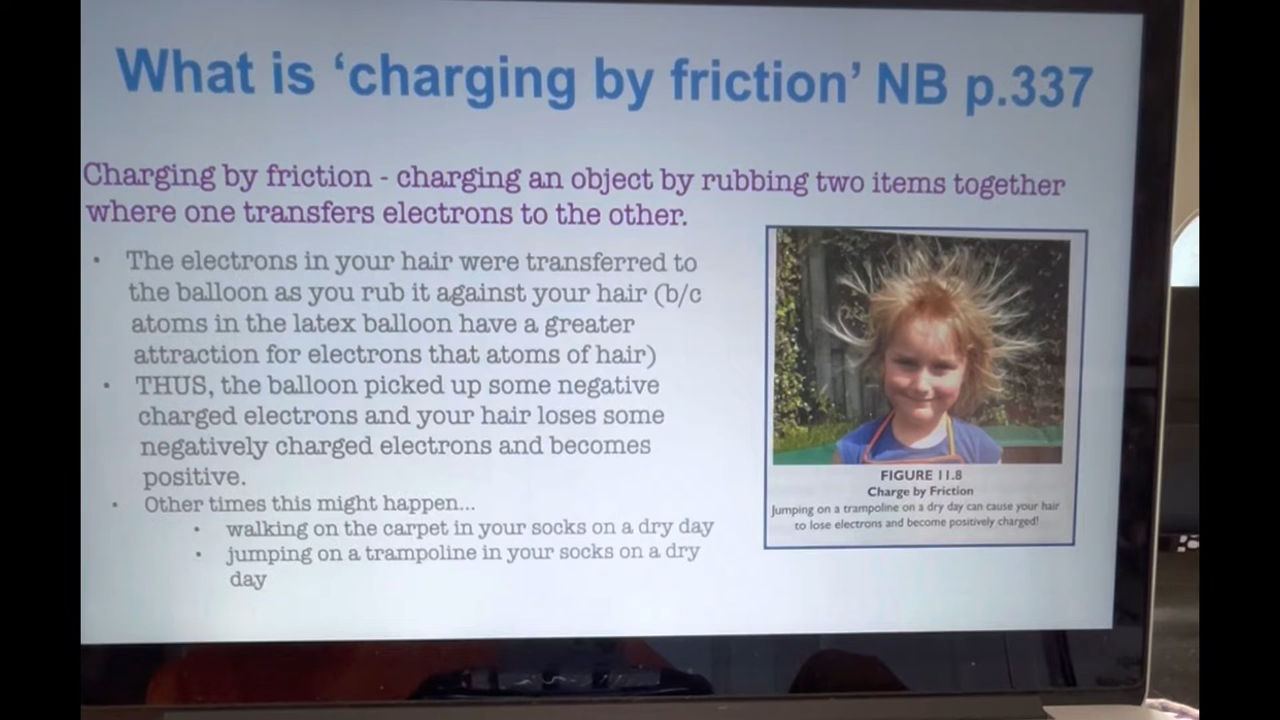 What is ‘charging by friction’ NB p.337
Charging by friction - charging an object by rubbing two items together
where one transfers electrons to the other.
• The electrons in your hair were transferred to
the balloon as you rub it against your hair (b/c
atoms in the latex balloon have a greater
attraction for electrons that atoms of hair)
• THUS, the balloon picked up some negative
charged electrons and your hair loses some
negatively charged electrons and becomes
positive.
• Other times this might happen...
• walking on the carpet in your socks on a dry day
• jumping on a trampoline in your socks on a dry
day
FIGURE 11.8
Charge by Friction
Jumping on a trampoline on a dry day can cause your hair
to lose electrons and become positively charged!